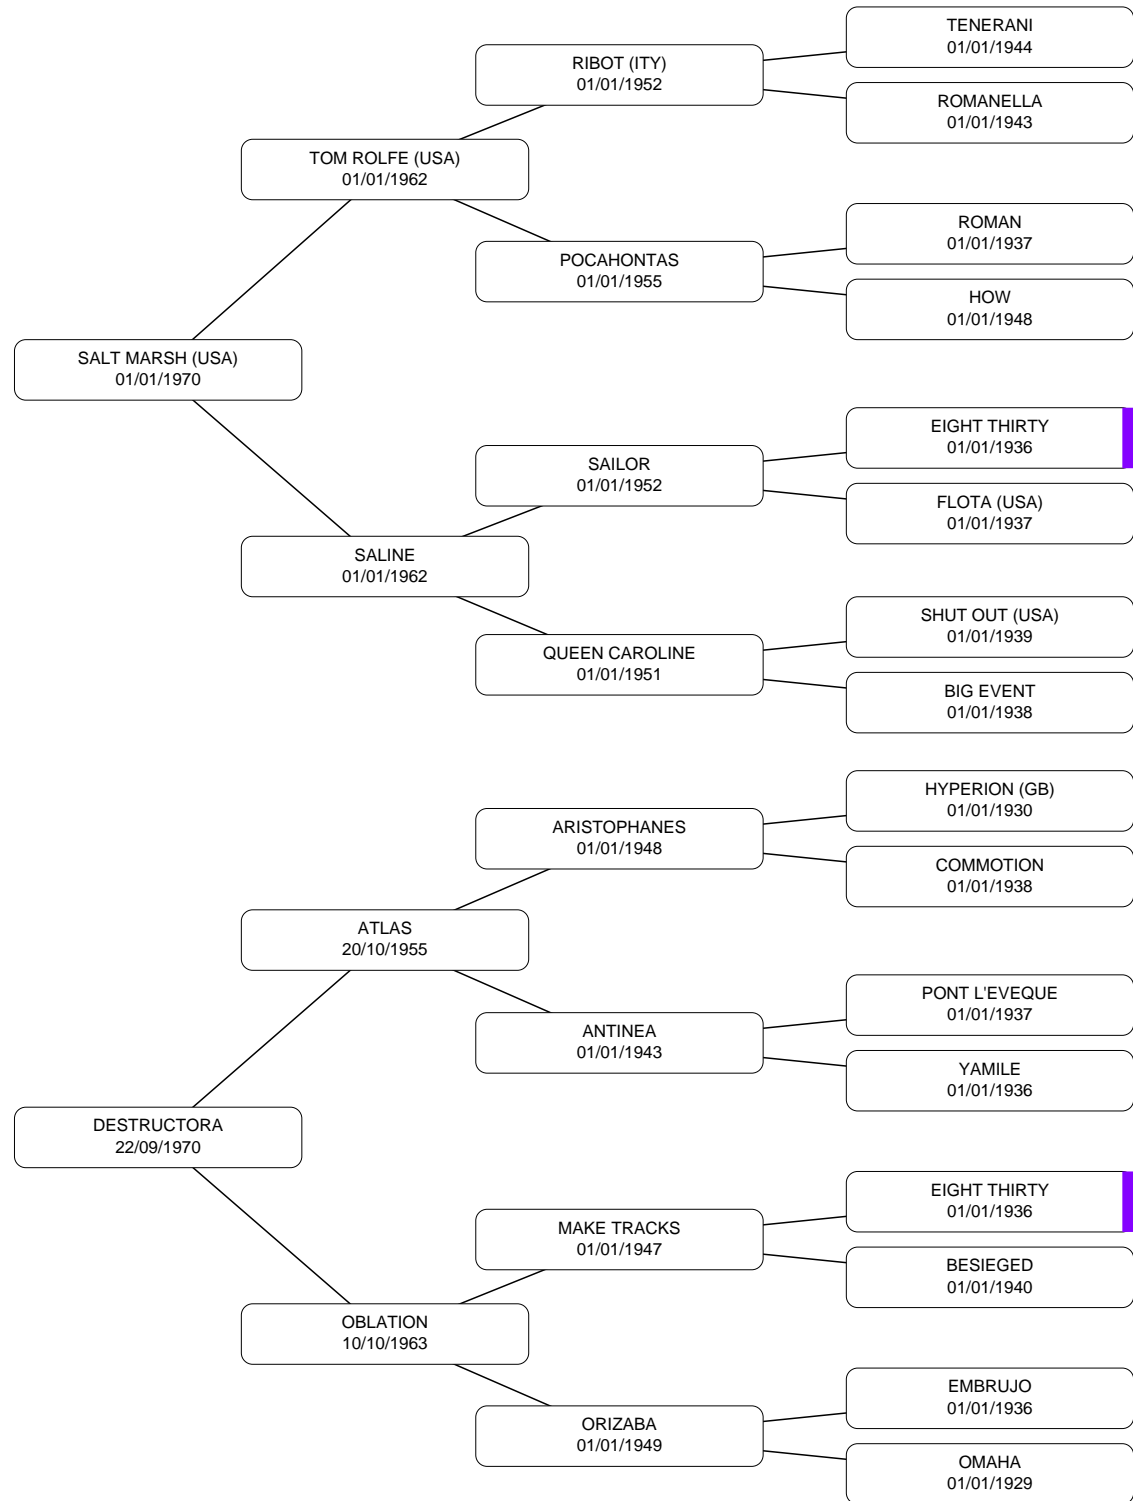 TENERANI
01/01/1944
RIBOT (ITY)
01/01/1952
ROMANELLA
01/01/1943
TOM ROLFE (USA)
01/01/1962
ROMAN
01/01/1937
POCAHONTAS
01/01/1955
HOW
01/01/1948
SALT MARSH (USA)
01/01/1970
EIGHT THIRTY
01/01/1936
SAILOR
01/01/1952
FLOTA (USA)
01/01/1937
SALINE
01/01/1962
SHUT OUT (USA)
01/01/1939
QUEEN CAROLINE
01/01/1951
BIG EVENT
01/01/1938
HYPERION (GB)
01/01/1930
ARISTOPHANES
01/01/1948
COMMOTION
01/01/1938
ATLAS
20/10/1955
PONT L'EVEQUE
01/01/1937
ANTINEA
01/01/1943
YAMILE
01/01/1936
DESTRUCTORA
22/09/1970
EIGHT THIRTY
01/01/1936
MAKE TRACKS
01/01/1947
BESIEGED
01/01/1940
OBLATION
10/10/1963
EMBRUJO
01/01/1936
ORIZABA
01/01/1949
OMAHA
01/01/1929